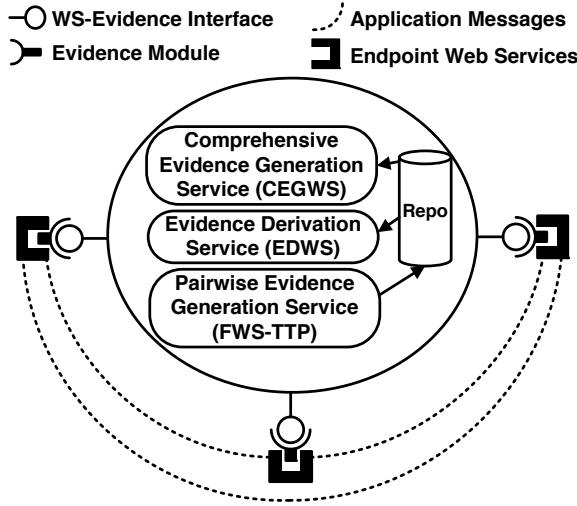 WS-Evidence Interface
Application Messages
Evidence Module
Endpoint Web Services
Comprehensive
Evidence Generation
Service (CEGWS)
Repo
Evidence Derivation
Service (EDWS)
Pairwise Evidence
Generation Service
(FWS-TTP)